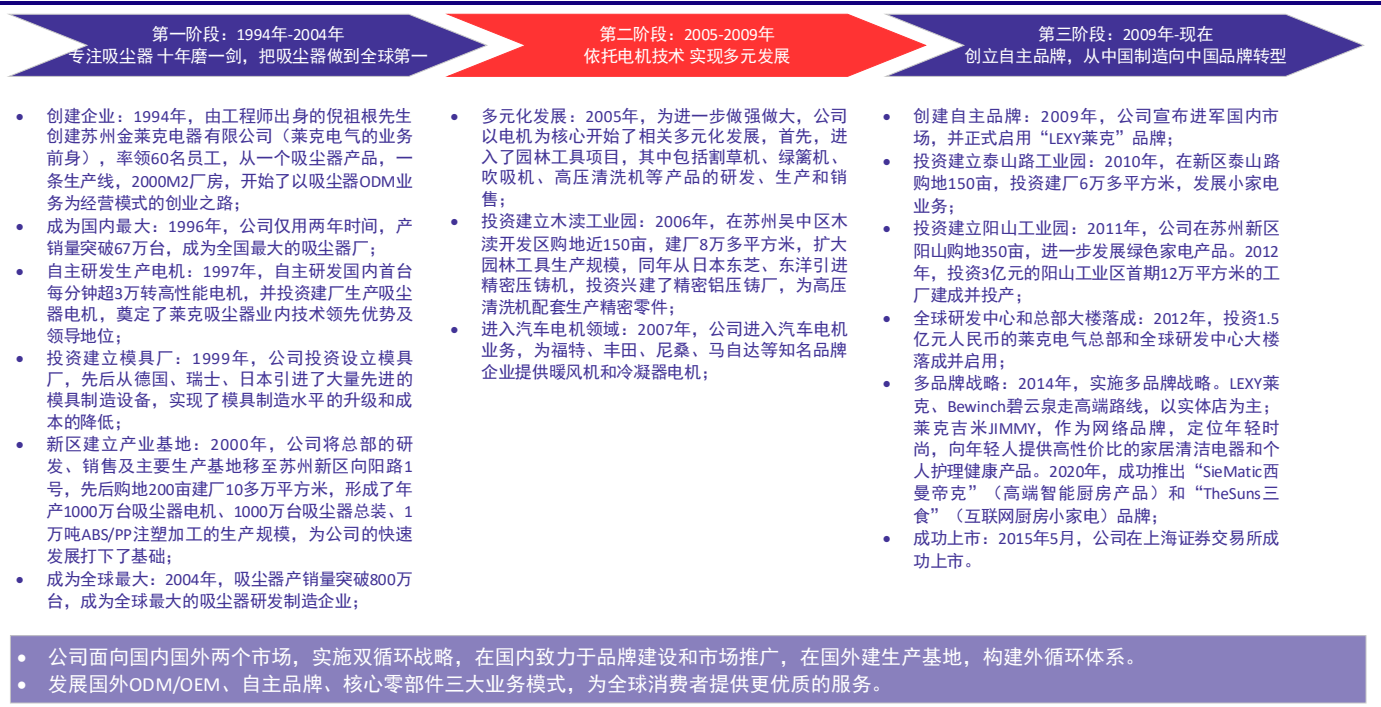 第一阶段：1994年-2004年
专注吸尘器 十年磨一剑，把吸尘器做到全球第一
第二阶段：2005-2009年
依托电机技术 实现多元发展
第三阶段：2009年-现在
创立自主品牌，从中国制造向中国品牌转型
• 创建企业：1994年，由工程师出身的倪祖根先生
创建苏州金莱克电器有限公司（莱克电气的业务
前身），率领60名员工，从一个吸尘器产品，一
条生产线，2000M2厂房，开始了以吸尘器ODM业
务为经营模式的创业之路；
• 成为国内最大：1996年，公司仅用两年时间，产
销量突破67万台，成为全国最大的吸尘器厂；
• 自主研发生产电机：1997年，自主研发国内首台
每分钟超3万转高性能电机，并投资建厂生产吸尘
器电机，奠定了莱克吸尘器业内技术领先优势及
领导地位；
• 投资建立模具厂：1999年，公司投资设立模具
厂，先后从德国、瑞士、日本引进了大量先进的
模具制造设备，实现了模具制造水平的升级和成
本的降低；
• 新区建立产业基地：2000年，公司将总部的研
发、销售及主要生产基地移至苏州新区向阳路1
号，先后购地200亩建厂10多万平方米，形成了年
产1000万台吸尘器电机、1000万台吸尘器总装、1
万吨ABS/PP注塑加工的生产规模，为公司的快速
发展打下了基础；
• 成为全球最大：2004年，吸尘器产销量突破800万
台，成为全球最大的吸尘器研发制造企业；
• 多元化发展：2005年，为进一步做强做大，公司
以电机为核心开始了相关多元化发展，首先，进
入了园林工具项目，其中包括割草机、绿篱机、
吹吸机、高压清洗机等产品的研发、生产和销
售；
• 投资建立木渎工业园：2006年，在苏州吴中区木
渎开发区购地近150亩，建厂8万多平方米，扩大
园林工具生产规模，同年从日本东芝、东洋引进
精密压铸机，投资兴建了精密铝压铸厂，为高压
清洗机配套生产精密零件；
• 进入汽车电机领域：2007年，公司进入汽车电机
业务，为福特、丰田、尼桑、马自达等知名品牌
企业提供暖风机和冷凝器电机；
• 创建自主品牌：2009年，公司宣布进军国内市
场，并正式启用“LEXY莱克”品牌；
• 投资建立泰山路工业园：2010年，在新区泰山路
购地150亩，投资建厂6万多平方米，发展小家电
业务；
• 投资建立阳山工业园：2011年，公司在苏州新区
阳山购地350亩，进一步发展绿色家电产品。2012
年，投资3亿元的阳山工业区首期12万平方米的工
厂建成并投产；
• 全球研发中心和总部大楼落成：2012年，投资1.5
亿元人民币的莱克电气总部和全球研发中心大楼
落成并启用；
• 多品牌战略：2014年，实施多品牌战略。LEXY莱
克、Bewinch碧云泉走高端路线，以实体店为主；
莱克吉米JIMMY，作为网络品牌，定位年轻时
尚，向年轻人提供高性价比的家居清洁电器和个
人护理健康产品。2020年，成功推出“SieMatic西
曼帝克”（高端智能厨房产品）和“TheSuns三
食”（互联网厨房小家电）品牌；
• 成功上市：2015年5月，公司在上海证券交易所成
功上市。
• 公司面向国内国外两个市场，实施双循环战略，在国内致力于品牌建设和市场推广，在国外建生产基地，构建外循环体系。
• 发展国外ODM/OEM、自主品牌、核心零部件三大业务模式，为全球消费者提供更优质的服务。